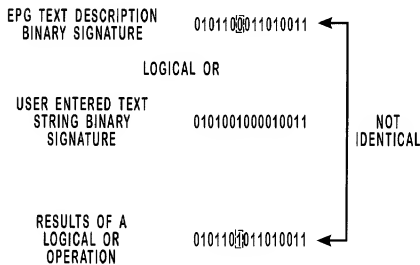 EPG TEXT DESCRIPTION
BINARY SIGNATURE
0101100011010011
LOGICAL OR
USER ENTERED TEXT
STRING BINARY
SIGNATURE
0101001000010011
NOT
IDENTICAL
RESULTS OF A
LOGICAL OR
OPERATION
0101101011010011